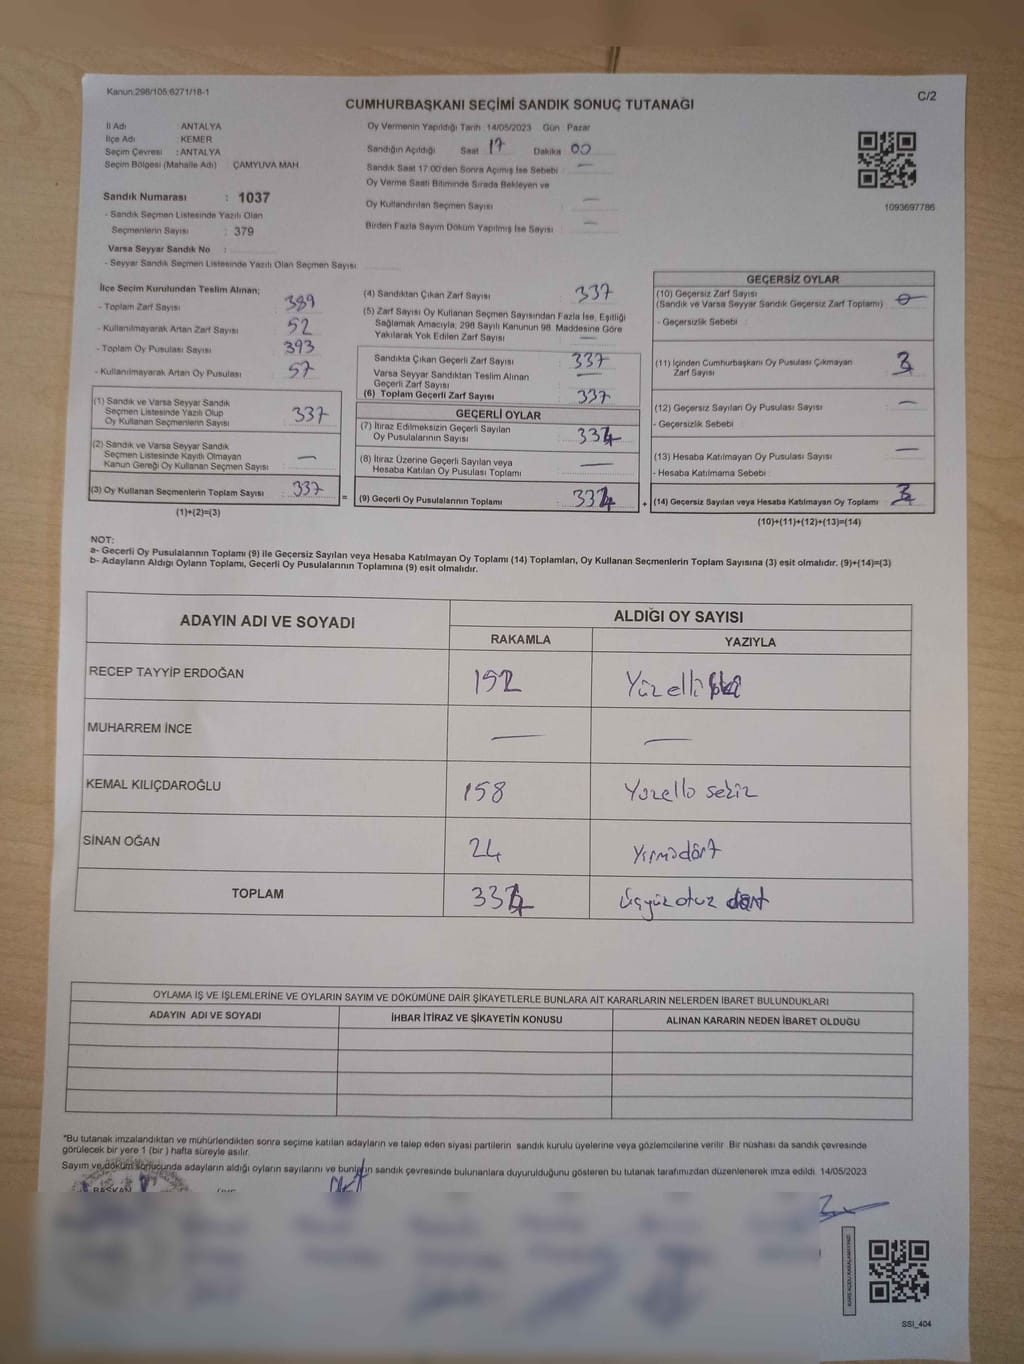 Kanun:298/105,6271/18-1
C/2
CUMHURBAŞKANI SEÇİMİ SANDIK SONUÇ TUTANAĞI
İl Adı : ANTALYA
İlçe Adı : KEMER
Seçim Çevresi : ANTALYA
Seçim Bölgesi (Mahalle Adı) : ÇAMYUVA MAH.
Sandık Numarası : 1037
- Sandık Seçmen Listesinde Yazılı Olan
Seçmenlerin Sayısı : 379
Varsa Seyyar Sandık No :
- Seyyar Sandık Seçmen Listesinde Yazılı Olan Seçmen Sayısı
Oy Vermenin Yapıldığı Tarih : 14/05/2023 Gün : Pazar
Sandığın Açıldığı Saat 17 Dakika 00
Sandık Saat 17:00'den Sonra Açımış İse Sebebi : —
Oy Verme Saati Bitiminde Sırada Bekleyen ve
Oy Kullandırılan Seçmen Sayısı : —
Birden Fazla Sayım Döküm Yapılmış İse Sayısı : —
1093697786
İlçe Seçim Kurulundan Teslim Alınan;
- Toplam Zarf Sayısı : 389
- Kullanılmayarak Artan Zarf Sayısı : 52
- Toplam Oy Pusulası Sayısı : 393
- Kullanılmayarak Artan Oy Pusulası : 57
(1) Sandık ve Varsa Seyyar Sandık
Seçmen Listesinde Yazılı Olup
Oy Kullanan Seçmenlerin Sayısı : 337
(2) Sandık ve Varsa Seyyar Sandık
Seçmen Listesinde Kayıtlı Olmayan
Kanun Gereği Oy Kullanan Seçmen Sayısı : —
(3) Oy Kullanan Seçmenlerin Toplam Sayısı : 337
(1)+(2)=(3)
(4) Sandıktan Çıkan Zarf Sayısı : 337
(5) Zarf Sayısı Oy Kullanan Seçmen Sayısından Fazla İse, Eşitliği
Sağlamak Amacıyla; 298 Sayılı Kanunun 98. Maddesine Göre
Yakılarak Yok Edilen Zarf Sayısı : —
Sandıkta Çıkan Geçerli Zarf Sayısı : 337
Varsa Seyyar Sandıktan Teslim Alınan
Geçerli Zarf Sayısı : —
(6) Toplam Geçerli Zarf Sayısı : 337
GEÇERLİ OYLAR
(7) İtiraz Edilmeksizin Geçerli Sayılan
Oy Pusulalarının Sayısı : 334
(8) İtiraz Üzerine Geçerli Sayılan veya
Hesaba Katılan Oy Pusulası Toplamı : —
= (9) Geçerli Oy Pusulalarının Toplamı : 334 +
GEÇERSİZ OYLAR
(10) Geçersiz Zarf Sayısı
(Sandık ve Varsa Seyyar Sandık Geçersiz Zarf Toplamı) : 0
- Geçersizlik Sebebi :
(11) İçinden Cumhurbaşkanı Oy Pusulası Çıkmayan
Zarf Sayısı : 3
(12) Geçersiz Sayılan Oy Pusulası Sayısı : —
- Geçersizlik Sebebi :
(13) Hesaba Katılmayan Oy Pusulası Sayısı : —
- Hesaba Katılmama Sebebi :
(14) Geçersiz Sayılan veya Hesaba Katılmayan Oy Toplamı : 3
(10)+(11)+(12)+(13)=(14)
NOT:
a- Geçerli Oy Pusulalarının Toplamı (9) ile Geçersiz Sayılan veya Hesaba Katılmayan Oy Toplamı (14) Toplamları, Oy Kullanan Seçmenlerin Toplam Sayısına (3) eşit olmalıdır. (9)+(14)=(3)
b- Adayların Aldığı Oyların Toplamı, Geçerli Oy Pusulalarının Toplamına (9) eşit olmalıdır.
ADAYIN ADI VE SOYADI
ALDIĞI OY SAYISI
RAKAMLA YAZIYLA
RECEP TAYYİP ERDOĞAN 152 Yüzelli iki
MUHARREM İNCE — —
KEMAL KILIÇDAROĞLU 158 Yüzelli sekiz
SİNAN OĞAN 24 Yirmidört
TOPLAM 334 Üçyüzotuz dört
OYLAMA İŞ VE İŞLEMLERİNE VE OYLARIN SAYIM VE DÖKÜMÜNE DAİR ŞİKAYETLERLE BUNLARA AİT KARARLARIN NELERDEN İBARET BULUNDUKLARI
ADAYIN ADI VE SOYADI İHBAR İTİRAZ VE ŞİKAYETİN KONUSU ALINAN KARARIN NEDEN İBARET OLDUĞU
*Bu tutanak imzalandıktan ve mühürlendikten sonra seçime katılan adayların ve talep eden siyasi partilerin sandık kurulu üyelerine veya gözlemcilerine verilir. Bir nüshası da sandık çevresinde
görülecek bir yere 1 (bir) hafta süreyle asılır.
Sayım ve döküm sonucunda adayların aldığı oyların sayılarını ve bunların sandık çevresinde bulunanlara duyurulduğunu gösteren bu tutanak tarafımızdan düzenlenerek imza edildi. 14/05/2023
BAŞKAN
KARE KODU KARALAMAYINIZ!
SSI_404